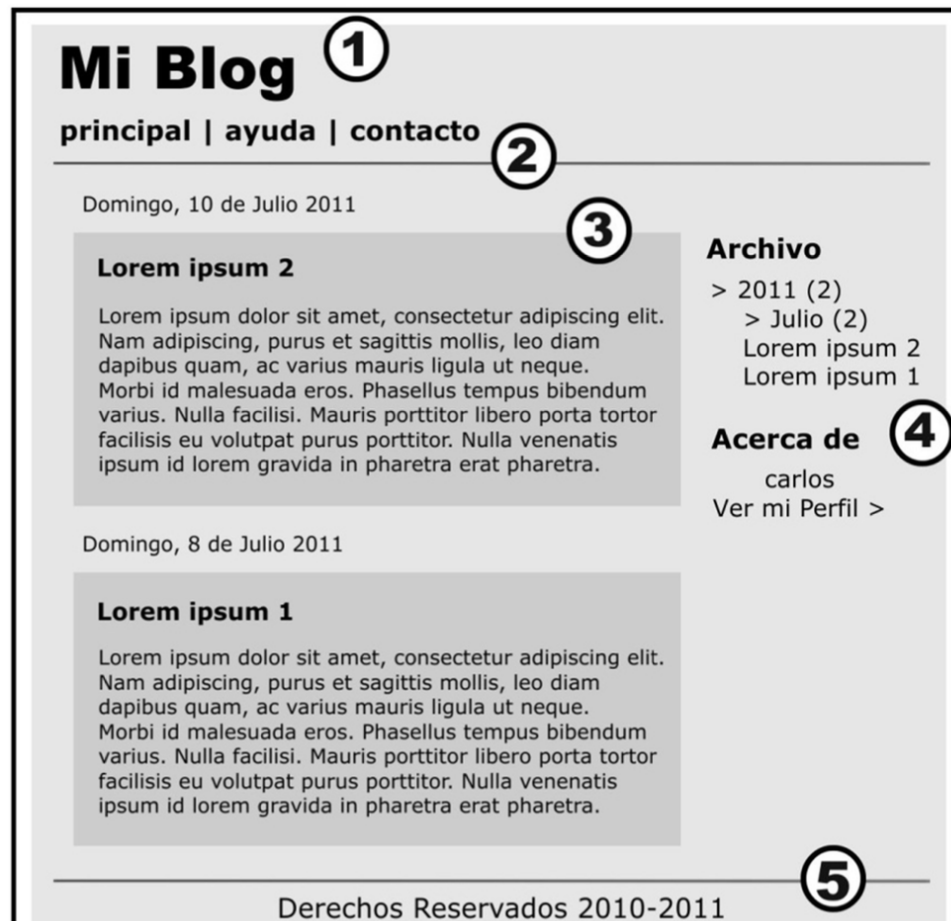 Mi Blog 1
principal | ayuda | contacto 2
Domingo, 10 de Julio 2011
3
Lorem ipsum 2
Lorem ipsum dolor sit amet, consectetur adipiscing elit.
Nam adipiscing, purus et sagittis mollis, leo diam
dapibus quam, ac varius mauris ligula ut neque.
Morbi id malesuada eros. Phasellus tempus bibendum
varius. Nulla facilisi. Mauris porttitor libero porta tortor
facilisis eu volutpat purus porttitor. Nulla venenatis
ipsum id lorem gravida in pharetra erat pharetra.
Domingo, 8 de Julio 2011
Lorem ipsum 1
Lorem ipsum dolor sit amet, consectetur adipiscing elit.
Nam adipiscing, purus et sagittis mollis, leo diam
dapibus quam, ac varius mauris ligula ut neque.
Morbi id malesuada eros. Phasellus tempus bibendum
varius. Nulla facilisi. Mauris porttitor libero porta tortor
facilisis eu volutpat purus porttitor. Nulla venenatis
ipsum id lorem gravida in pharetra erat pharetra.
Archivo
> 2011 (2)
> Julio (2)
Lorem ipsum 2
Lorem ipsum 1
Acerca de 4
carlos
Ver mi Perfil >
5
Derechos Reservados 2010-2011